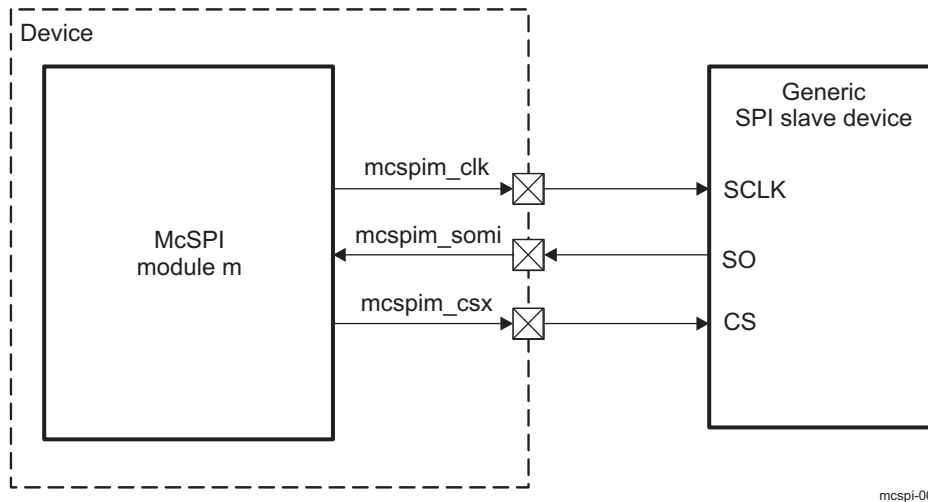 Device
Generic
SPI slave device
mcspim_clk
SCLK
McSPI
module m
mcspim_somi
SO
mcspim_csx
CS